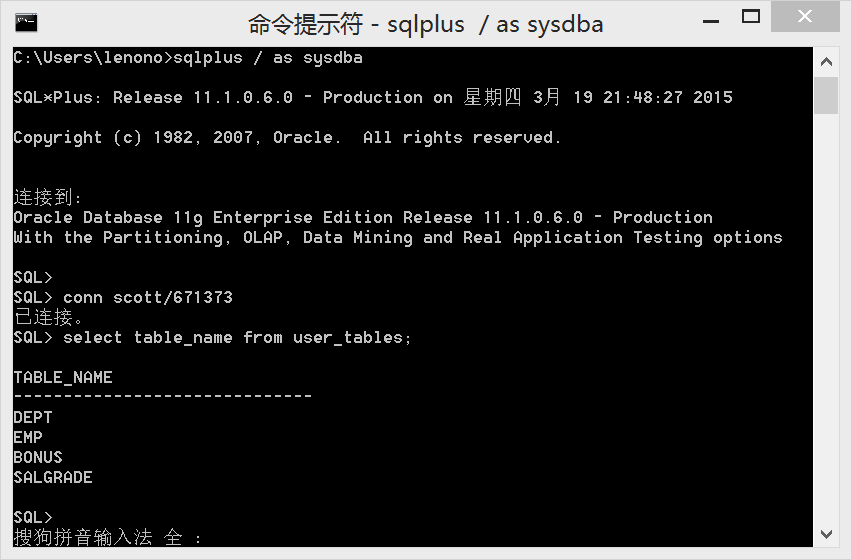 命令提示符 - sqlplus  / as sysdba
C:\Users\lenono>sqlplus / as sysdba
SQL*Plus: Release 11.1.0.6.0 - Production on 星期四 3月 19 21:48:27 2015
Copyright (c) 1982, 2007, Oracle.  All rights reserved.
连接到:
Oracle Database 11g Enterprise Edition Release 11.1.0.6.0 - Production
With the Partitioning, OLAP, Data Mining and Real Application Testing options
SQL>
SQL> conn scott/671373
已连接。
SQL> select table_name from user_tables;
TABLE_NAME
------------------------------
DEPT
EMP
BONUS
SALGRADE
SQL>
搜狗拼音输入法 全 :